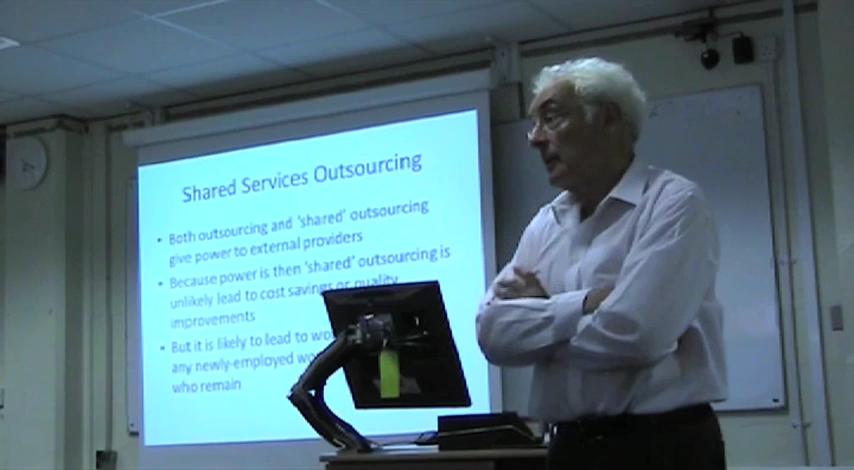 Shared Services Outsourcing
• Both outsourcing and 'shared' outsourcing
give power to external providers
• Because power is then 'shared' outsourcing is
unlikely lead to cost savings or quality
improvements
• But it is likely to lead to
any newly-employed
who remain